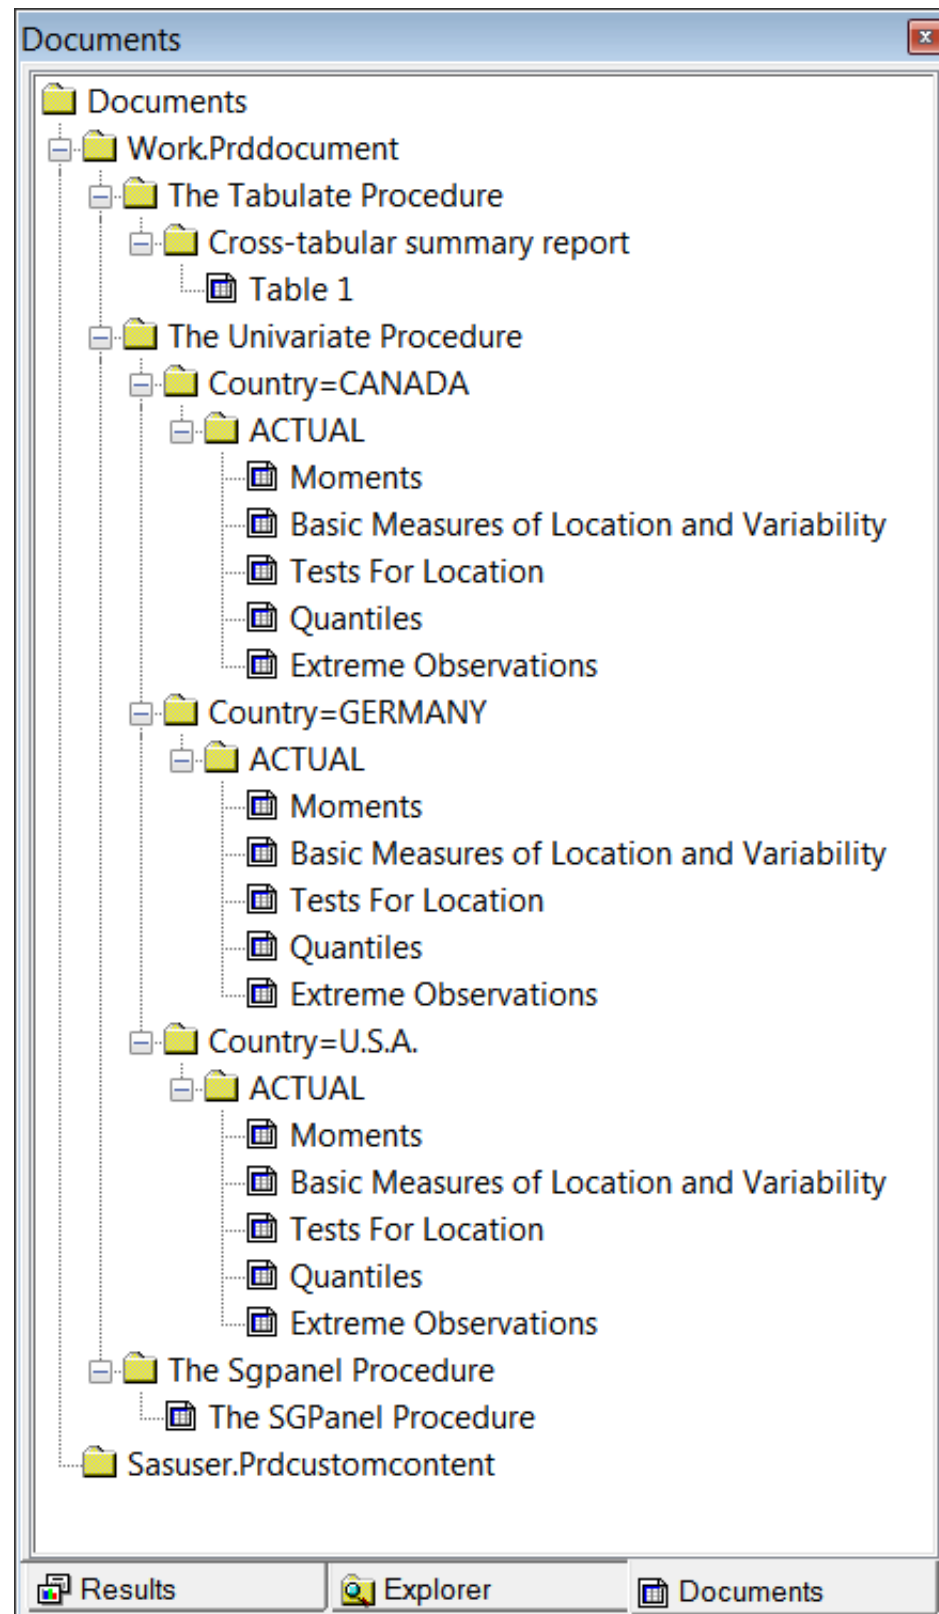 Documents
Documents
Work.Prddocument
The Tabulate Procedure
Cross-tabular summary report
Table 1
The Univariate Procedure
Country=CANADA
ACTUAL
Moments
Basic Measures of Location and Variability
Tests For Location
Quantiles
Extreme Observations
Country=GERMANY
ACTUAL
Moments
Basic Measures of Location and Variability
Tests For Location
Quantiles
Extreme Observations
Country=U.S.A.
ACTUAL
Moments
Basic Measures of Location and Variability
Tests For Location
Quantiles
Extreme Observations
The Sgpanel Procedure
The SGPanel Procedure
Sasuser.Prdcustomcontent
Results Explorer Documents